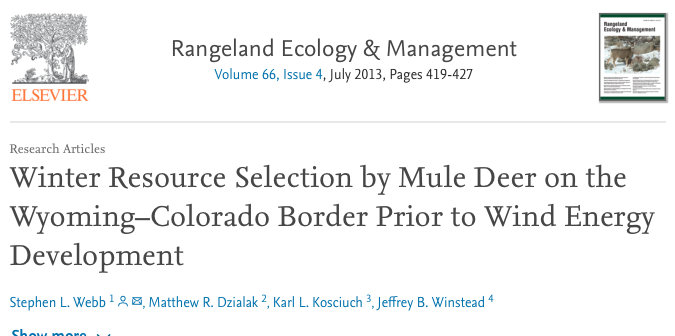 Rangeland Ecology & Management
Volume 66, Issue 4, July 2013, Pages 419-427
ELSEVIER
Rangeland
Ecology & Management
Research Articles
Winter Resource Selection by Mule Deer on the
Wyoming–Colorado Border Prior to Wind Energy
Development
Stephen L. Webb 1, Matthew R. Dzialak 2, Karl L. Kosciuch 3, Jeffrey B. Winstead 4
Show more